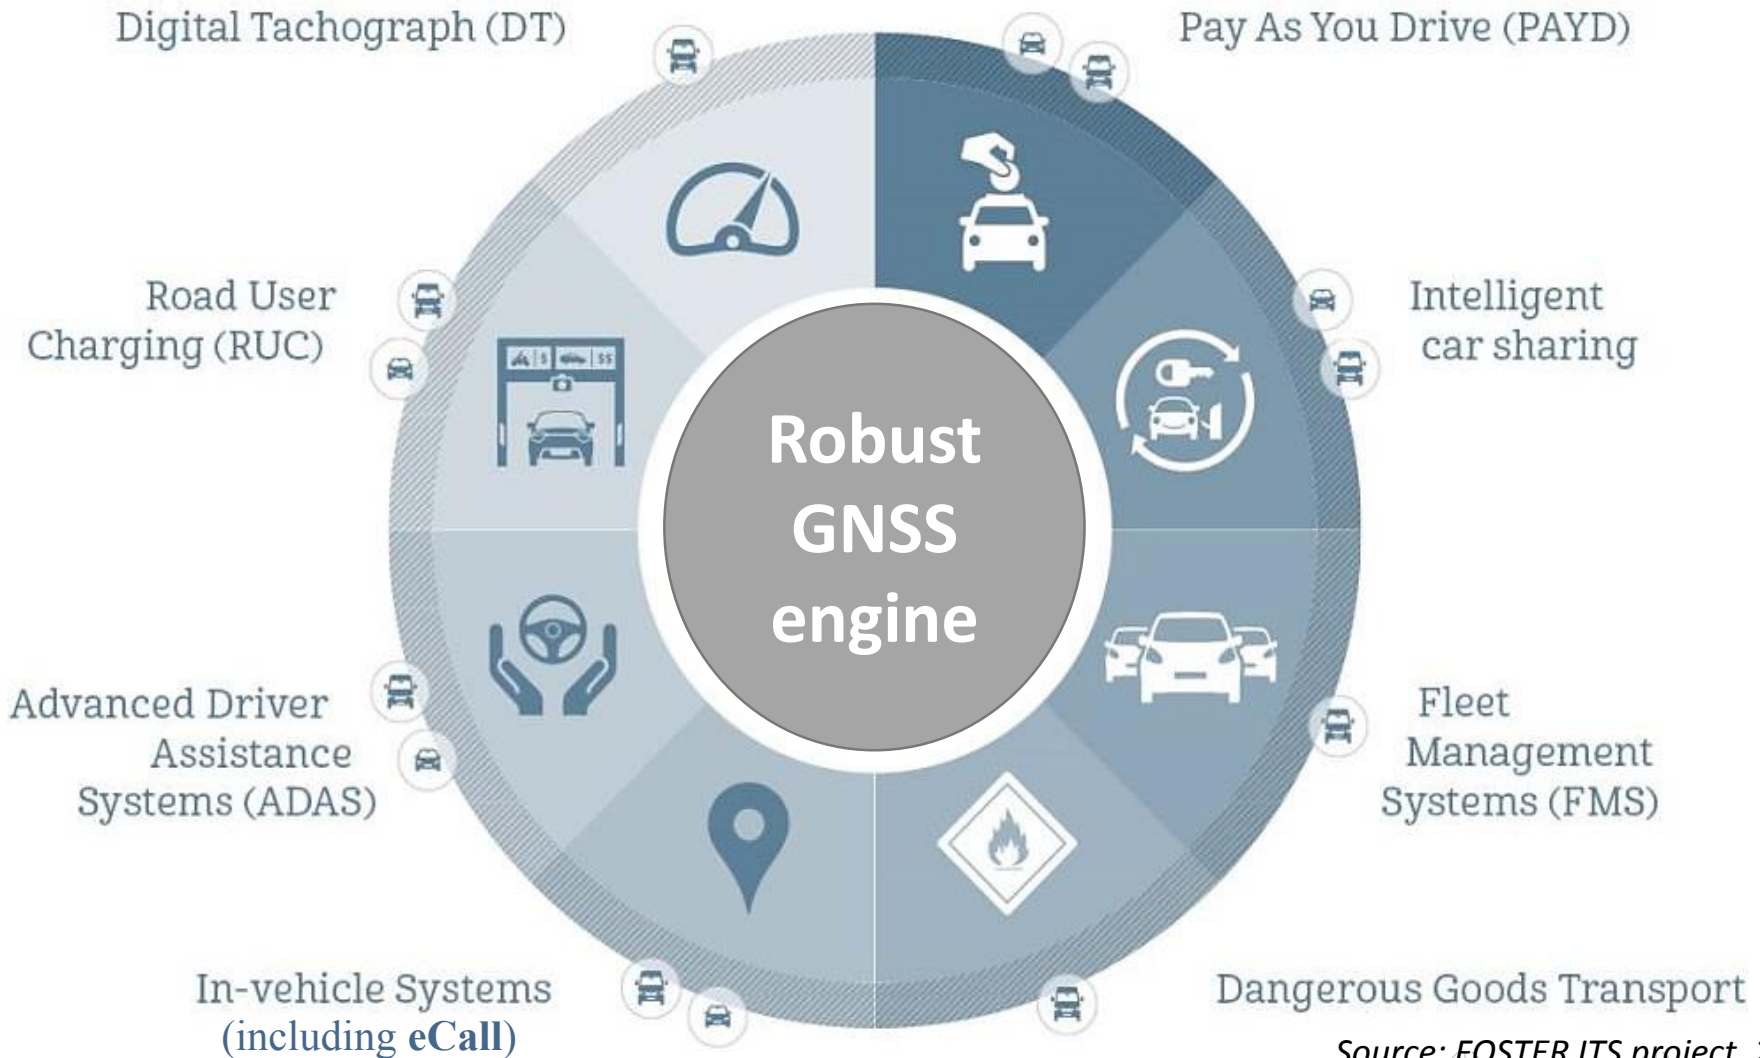 Digital Tachograph (DT)
Pay As You Drive (PAYD)
Road User
Charging (RUC)
$
$$
Intelligent
car sharing
Robust
GNSS
engine
Advanced Driver
Assistance
Systems (ADAS)
Fleet
Management
Systems (FMS)
In-vehicle Systems
(including eCall)
Dangerous Goods Transport
Source: FOSTER ITS project